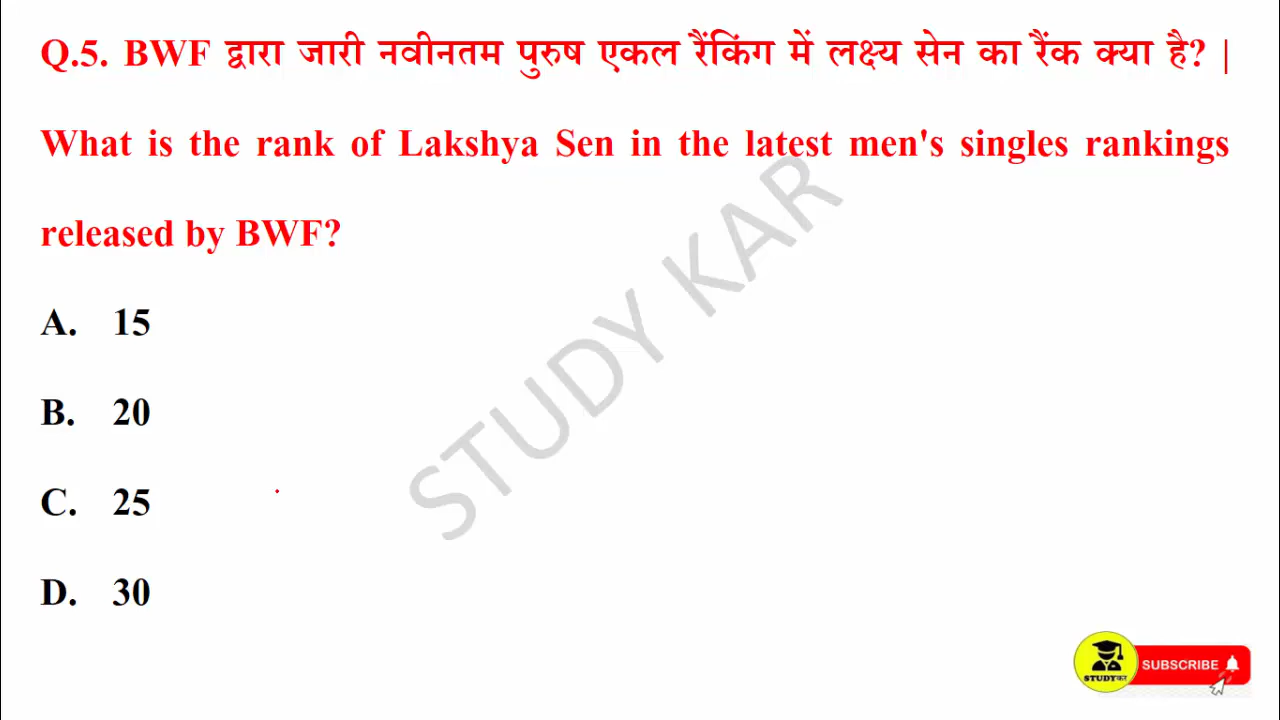 Q.5. BWF द्वारा जारी नवीनतम पुरुष एकल रैंकिंग में लक्ष्य सेन का रैंक क्या है? |
What is the rank of Lakshya Sen in the latest men's singles rankings
released by BWF?
A. 15
B. 20
C. 25
D. 30
STUDY KAR
STUDYकर
SUBSCRIBE